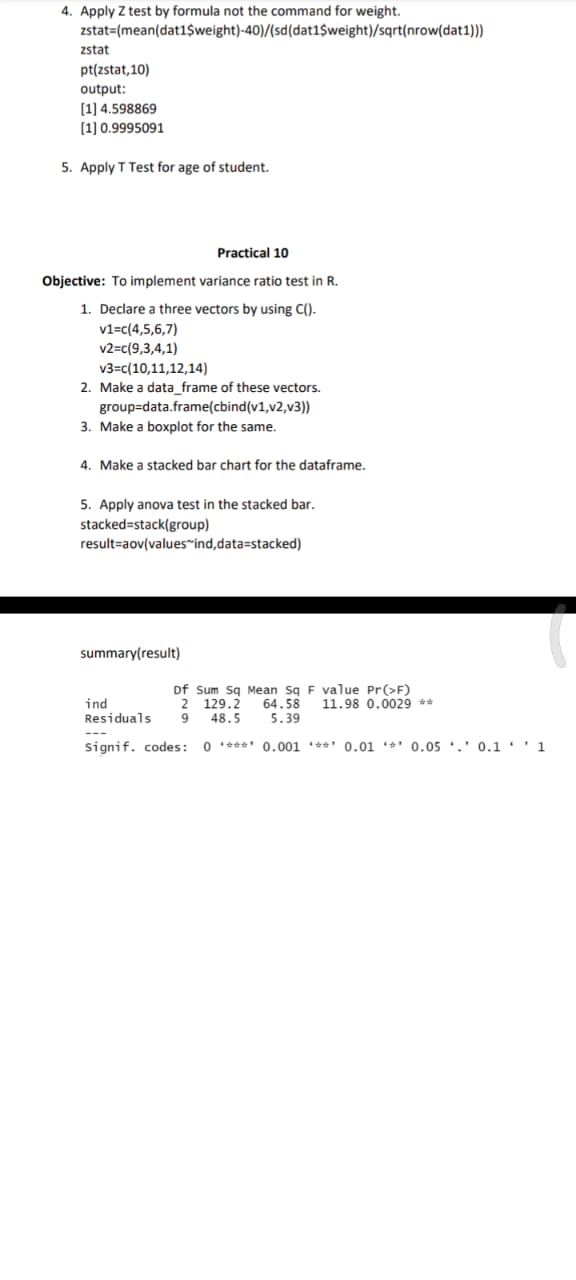 4. Apply Z test by formula not the command for weight.
zstat=(mean(dat1$weight)-40)/(sd(dat1$weight)/sqrt(nrow(dat1)))
zstat
pt(zstat,10)
output:
[1] 4.598869
[1] 0.9995091
5. Apply T Test for age of student.
Practical 10
Objective: To implement variance ratio test in R.
1. Declare a three vectors by using C().
v1=c(4,5,6,7)
v2=c(9,3,4,1)
v3=c(10,11,12,14)
2. Make a data_frame of these vectors.
group=data.frame(cbind(v1,v2,v3))
3. Make a boxplot for the same.
4. Make a stacked bar chart for the dataframe.
5. Apply anova test in the stacked bar.
stacked=stack(group)
result=aov(values~ind,data=stacked)
summary(result)
Df Sum Sq Mean Sq F value Pr(>F)
ind 2 129.2 64.58 11.98 0.0029 **
Residuals 9 48.5 5.39
---
Signif. codes: 0 ‘***’ 0.001 ‘**’ 0.01 ‘*’ 0.05 ‘.’ 0.1 ‘ ’ 1